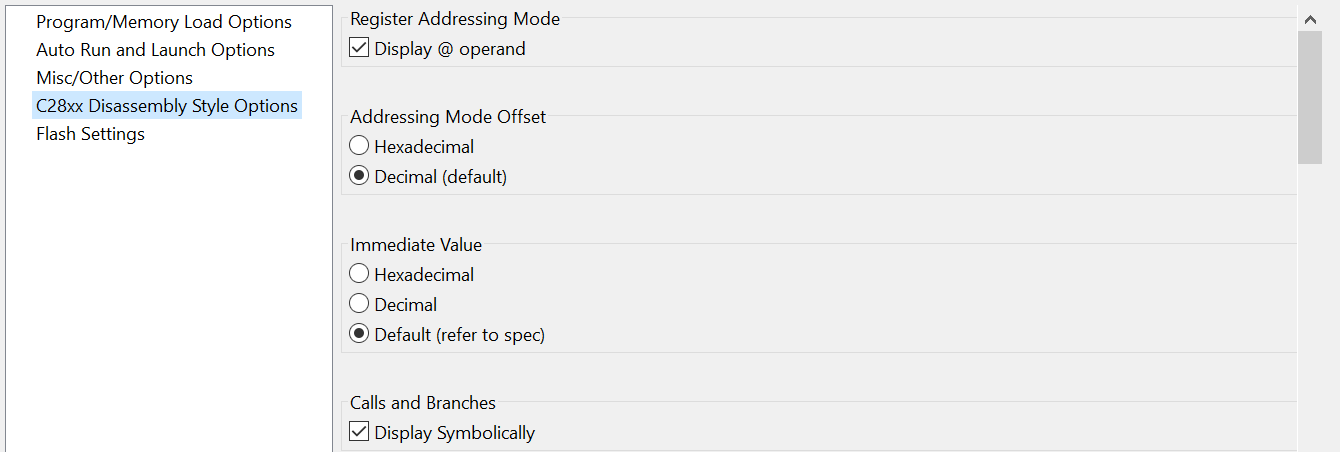 Program/Memory Load Options
Auto Run and Launch Options
Misc/Other Options
C28xx Disassembly Style Options
Flash Settings
Register Addressing Mode
Display @ operand
Addressing Mode Offset
Hexadecimal
Decimal (default)
Immediate Value
Hexadecimal
Decimal
Default (refer to spec)
Calls and Branches
Display Symbolically